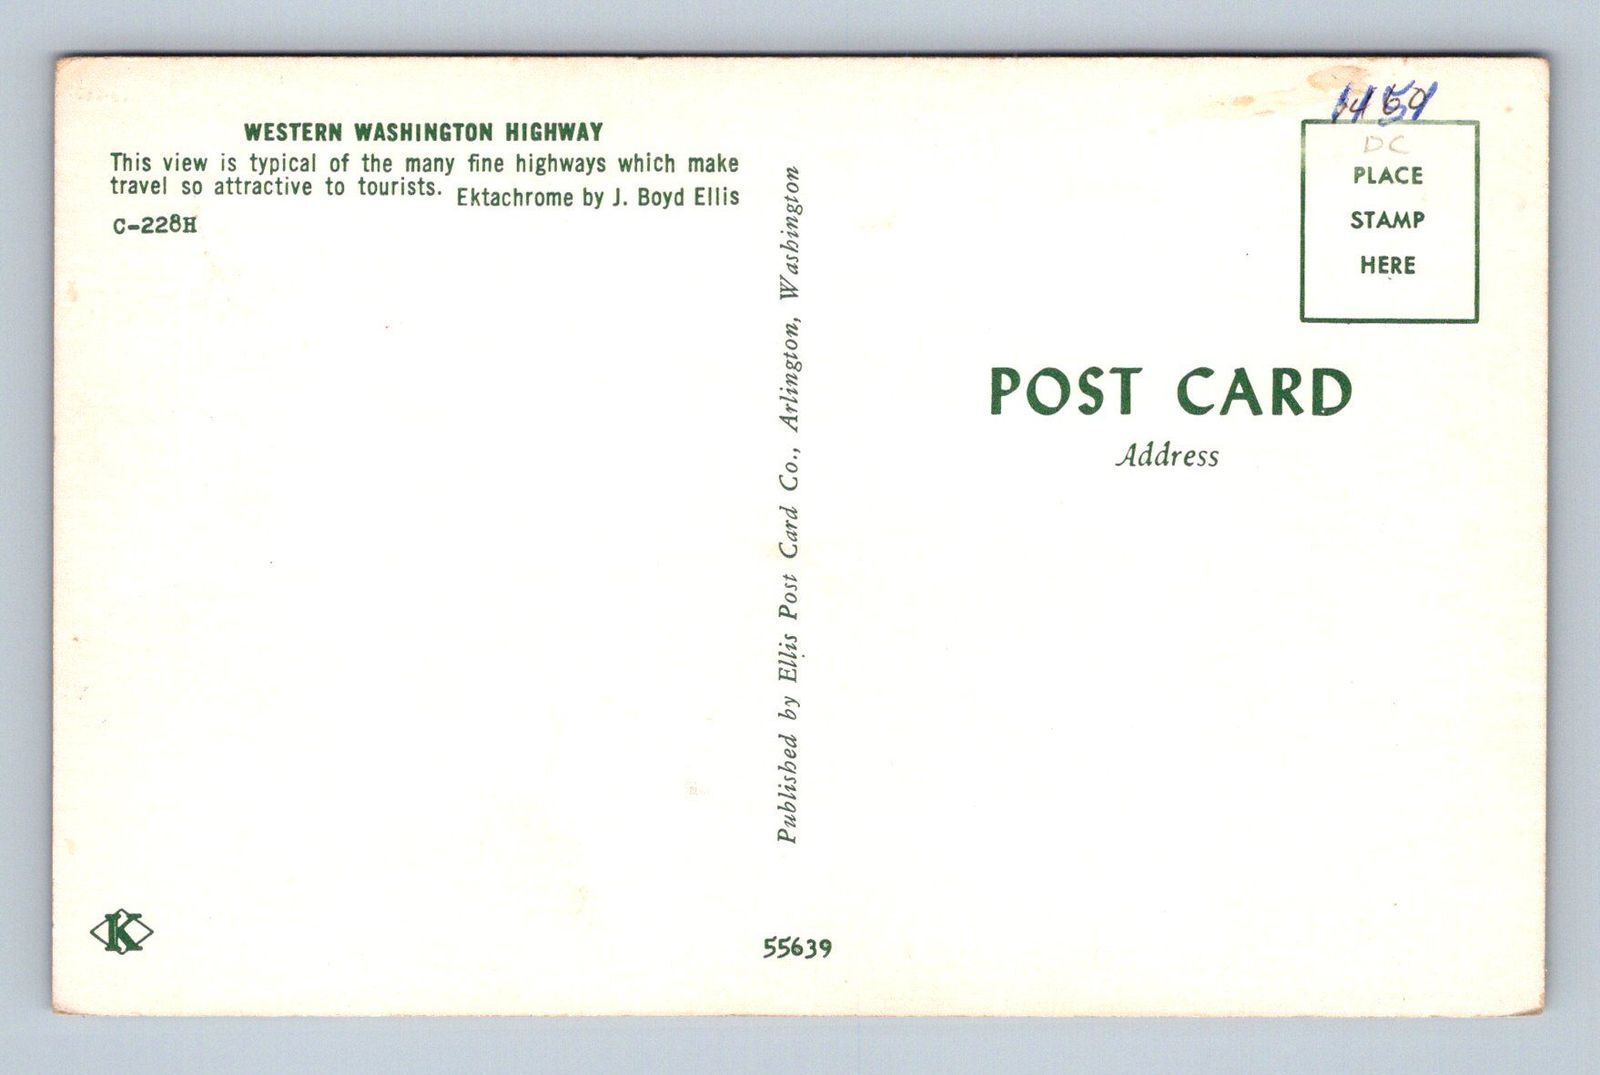 WESTERN WASHINGTON HIGHWAY
This view is typical of the many fine highways which make
travel so attractive to tourists.
Ektachrome by J. Boyd Ellis
C-228H
Published by Ellis Post Card Co., Arlington, Washington
DC
PLACE
STAMP
HERE
POST CARD
Address
K
55639